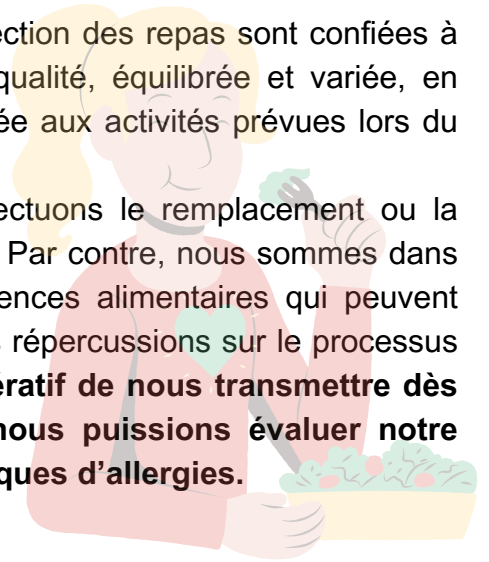 ection des repas sont confiées à
qualité, équilibrée et variée, en
ée aux activités prévues lors du
ectuons le remplacement ou la
Par contre, nous sommes dans
ences alimentaires qui peuvent
répercussions sur le processus
ératif de nous transmettre dès
nous puissions évaluer notre
ques d’allergies.